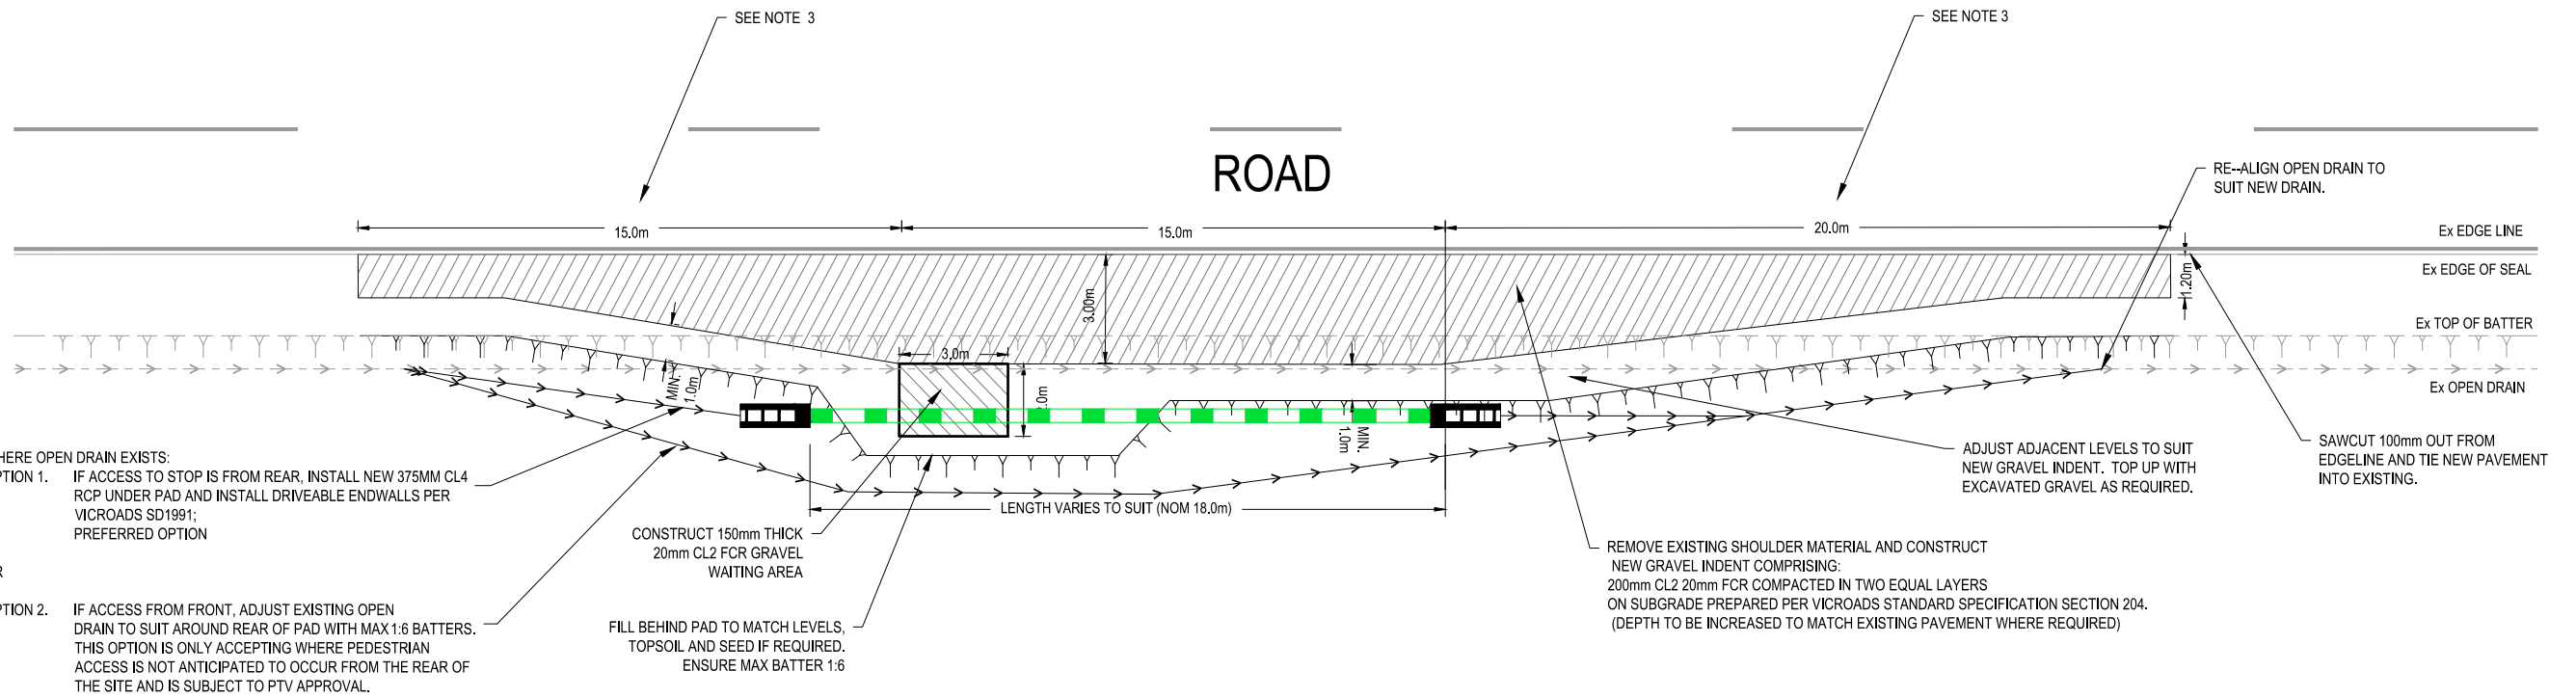 SEE NOTE 3
SEE NOTE 3
ROAD
RE--ALIGN OPEN DRAIN TO
SUIT NEW DRAIN.
15.0m
15.0m
20.0m
Ex EDGE LINE
Ex EDGE OF SEAL
1.20m
3.00m
Ex TOP OF BATTER
3.0m
Ex OPEN DRAIN
MIN.
1.0m
.0m
MIN.
1.0m
HERE OPEN DRAIN EXISTS:
PTION 1. IF ACCESS TO STOP IS FROM REAR, INSTALL NEW 375MM CL4
RCP UNDER PAD AND INSTALL DRIVEABLE ENDWALLS PER
VICROADS SD1991;
PREFERRED OPTION
R
PTION 2. IF ACCESS FROM FRONT, ADJUST EXISTING OPEN
DRAIN TO SUIT AROUND REAR OF PAD WITH MAX 1:6 BATTERS.
THIS OPTION IS ONLY ACCEPTING WHERE PEDESTRIAN
ACCESS IS NOT ANTICIPATED TO OCCUR FROM THE REAR OF
THE SITE AND IS SUBJECT TO PTV APPROVAL.
LENGTH VARIES TO SUIT (NOM 18.0m)
CONSTRUCT 150mm THICK
20mm CL2 FCR GRAVEL
WAITING AREA
FILL BEHIND PAD TO MATCH LEVELS,
TOPSOIL AND SEED IF REQUIRED.
ENSURE MAX BATTER 1:6
ADJUST ADJACENT LEVELS TO SUIT
NEW GRAVEL INDENT. TOP UP WITH
EXCAVATED GRAVEL AS REQUIRED.
SAWCUT 100mm OUT FROM
EDGELINE AND TIE NEW PAVEMENT
INTO EXISTING.
REMOVE EXISTING SHOULDER MATERIAL AND CONSTRUCT
NEW GRAVEL INDENT COMPRISING:
200mm CL2 20mm FCR COMPACTED IN TWO EQUAL LAYERS
ON SUBGRADE PREPARED PER VICROADS STANDARD SPECIFICATION SECTION 204.
(DEPTH TO BE INCREASED TO MATCH EXISTING PAVEMENT WHERE REQUIRED)